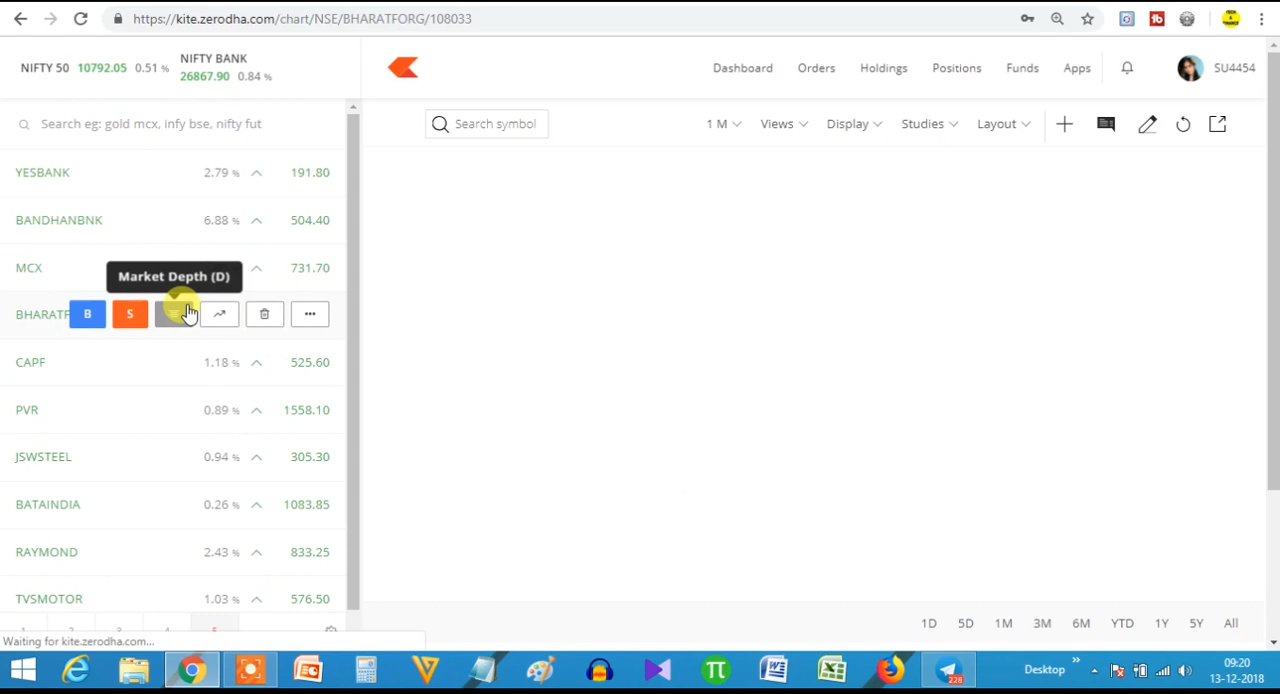 https://kite.zerodha.com/chart/NSE/BHARATFORG/108033
NIFTY 50 10792.05 0.51 %
NIFTY BANK
26867.90 0.84 %
Dashboard Orders Holdings Positions Funds Apps SU4454
Search eg: gold mcx, infy bse, nifty fut
Search symbol 1 M Views Display Studies Layout
YESBANK 2.79 % 191.80
BANDHANBNK 6.88 % 504.40
MCX 731.70
Market Depth (D)
BHARATF B S
CAPF 1.18 % 525.60
PVR 0.89 % 1558.10
JSWSTEEL 0.94 % 305.30
BATAINDIA 0.26 % 1083.85
RAYMOND 2.43 % 833.25
TVSMOTOR 1.03 % 576.50
1D 5D 1M 3M 6M YTD 1Y 5Y All
Waiting for kite.zerodha.com...
228
Desktop
09:20
13-12-2018